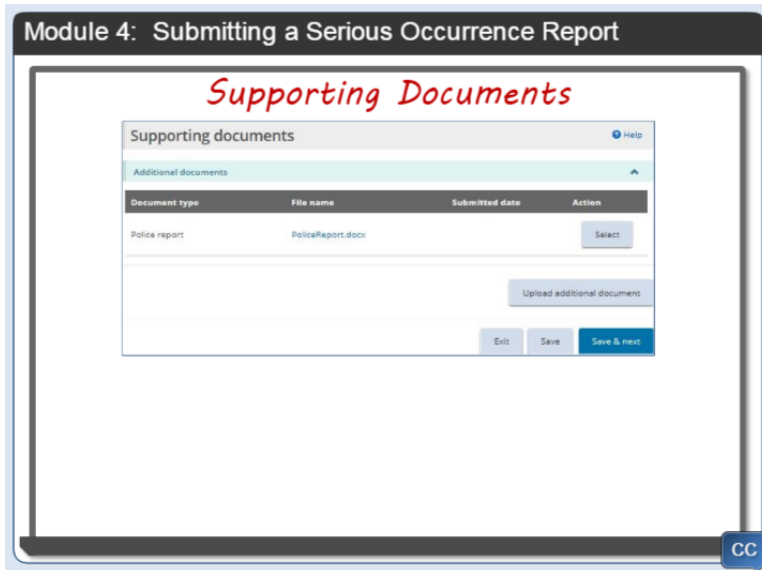 Module 4: Submitting a Serious Occurrence Report
Supporting Documents
Supporting documents
Help
Additional documents
Document type File name Submitted date Action
Police report PoliceReport.docx Select
Upload additional document
Exit Save Save & next
CC